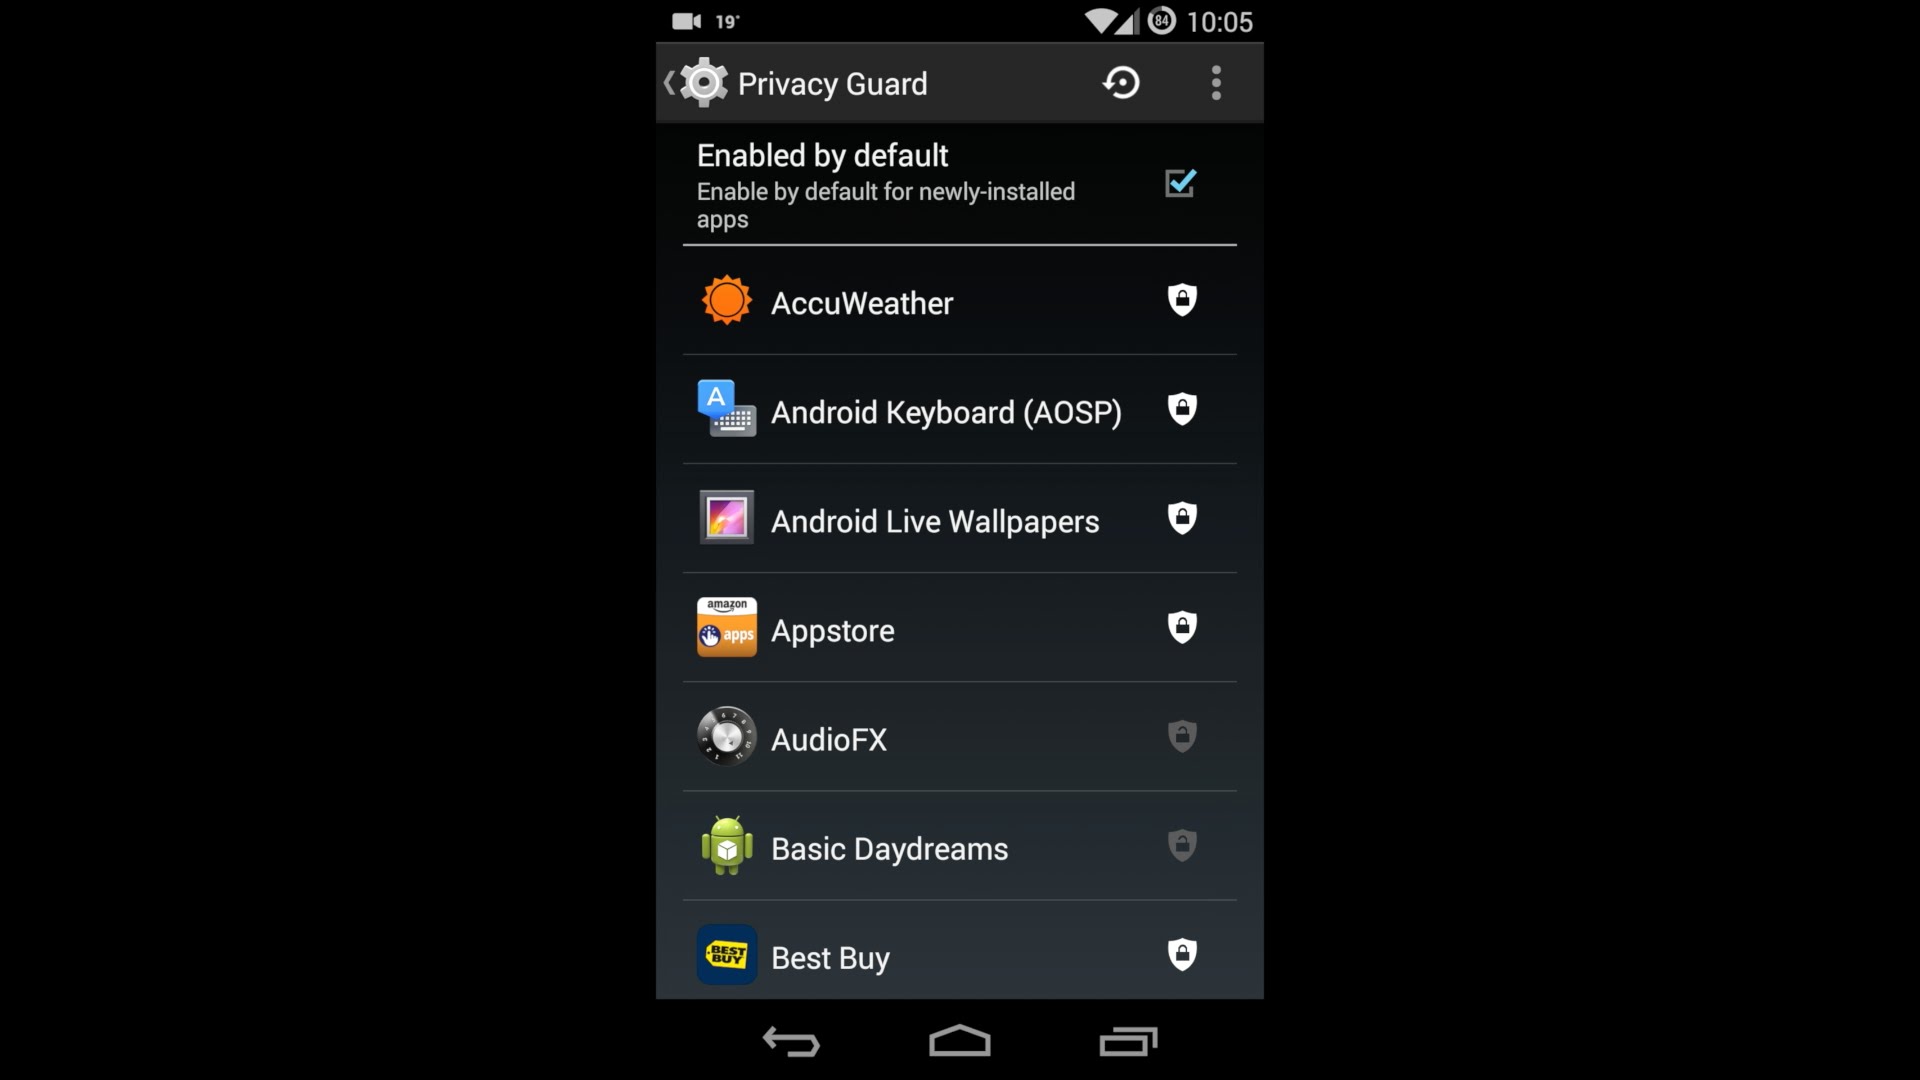 19°
84
10:05
Privacy Guard
Enabled by default
Enable by default for newly-installed
apps
AccuWeather
A
Android Keyboard (AOSP)
Android Live Wallpapers
amazon
apps
Appstore
AudioFX
Basic Daydreams
BEST
BUY
Best Buy